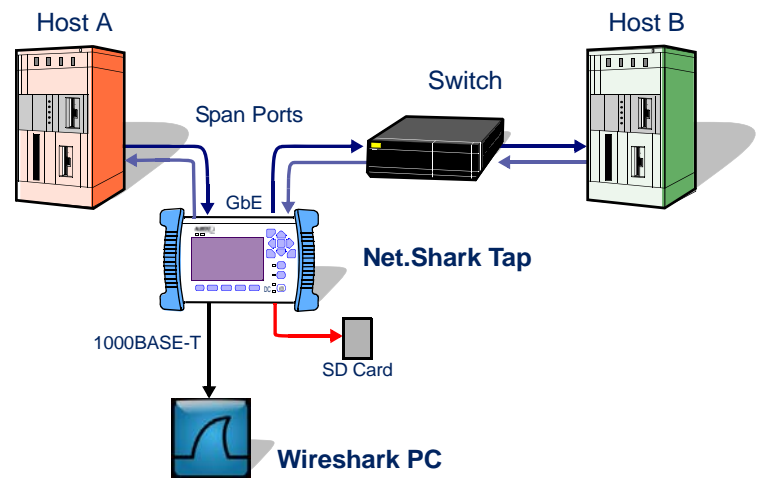 Host A
Host B
Switch
Span Ports
GbE
Net.Shark Tap
1000BASE-T
SD Card
Wireshark PC